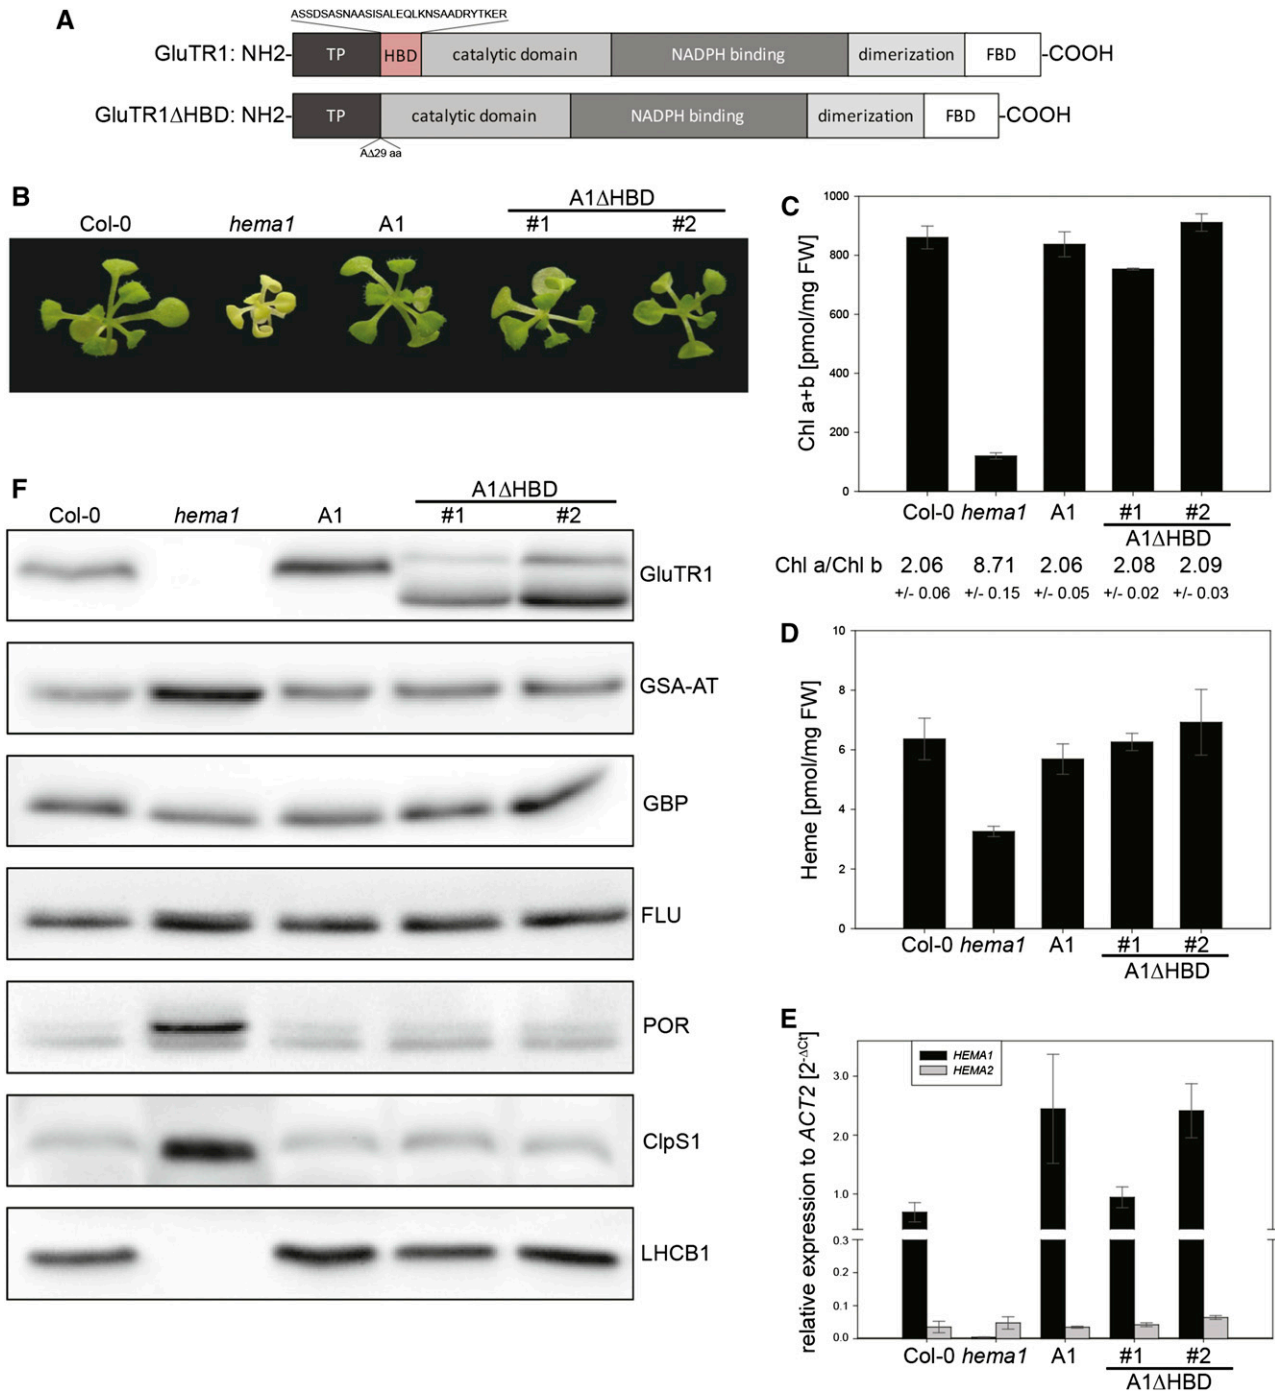 A
ASSDSASNAASISALEQLKNSAADRYTKER
GluTR1: NH2- TP HBD catalytic domain NADPH binding dimerization FBD -COOH
GluTR1ΔHBD: NH2- TP catalytic domain NADPH binding dimerization FBD -COOH
AΔ29 aa
B
A1ΔHBD
Col-0 hema1 A1 #1 #2
C
Chl a+b [pmol/mg FW]
1000
800
600
400
200
0
Col-0 hema1 A1 #1 #2
A1ΔHBD
Chl a/Chl b 2.06 8.71 2.06 2.08 2.09
+/- 0.06 +/- 0.15 +/- 0.05 +/- 0.02 +/- 0.03
D
Heme [pmol/mg FW]
10
8
6
4
2
0
Col-0 hema1 A1 #1 #2
A1ΔHBD
E
relative expression to ACT2 [2-ΔCt]
HEMA1
HEMA2
3.0
2.0
1.0
0.3
0.2
0.1
0.0
Col-0 hema1 A1 #1 #2
A1ΔHBD
F
A1ΔHBD
Col-0 hema1 A1 #1 #2
GluTR1
GSA-AT
GBP
FLU
POR
ClpS1
LHCB1